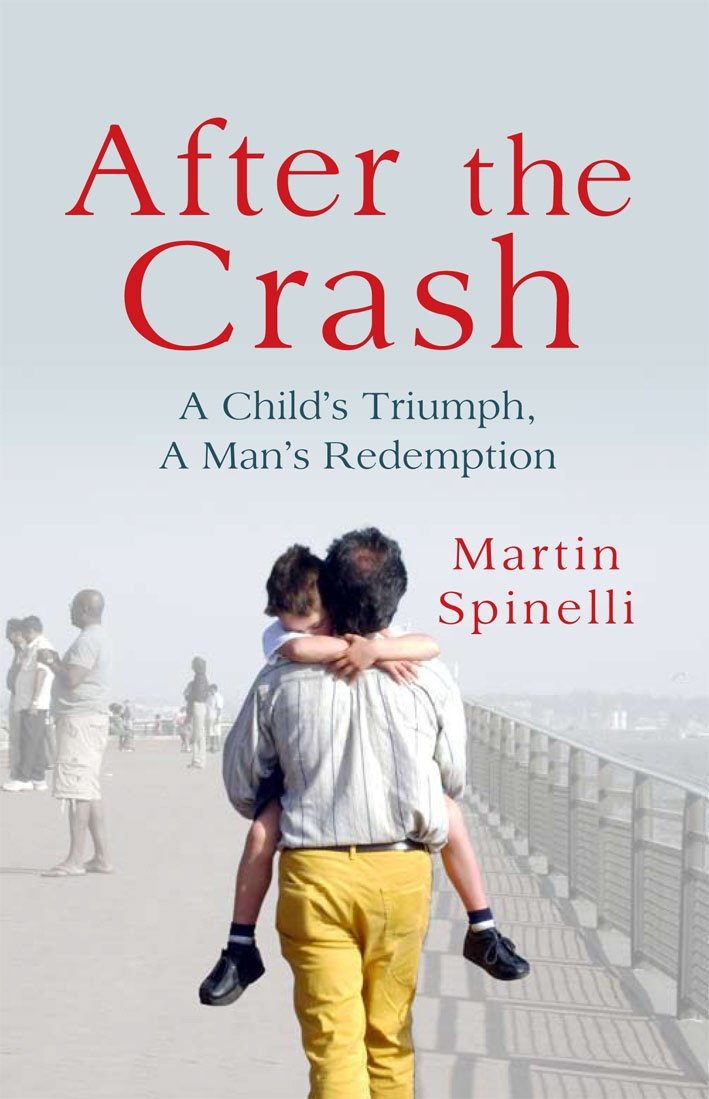 After the
Crash
A Child’s Triumph,
A Man’s Redemption
Martin
Spinelli